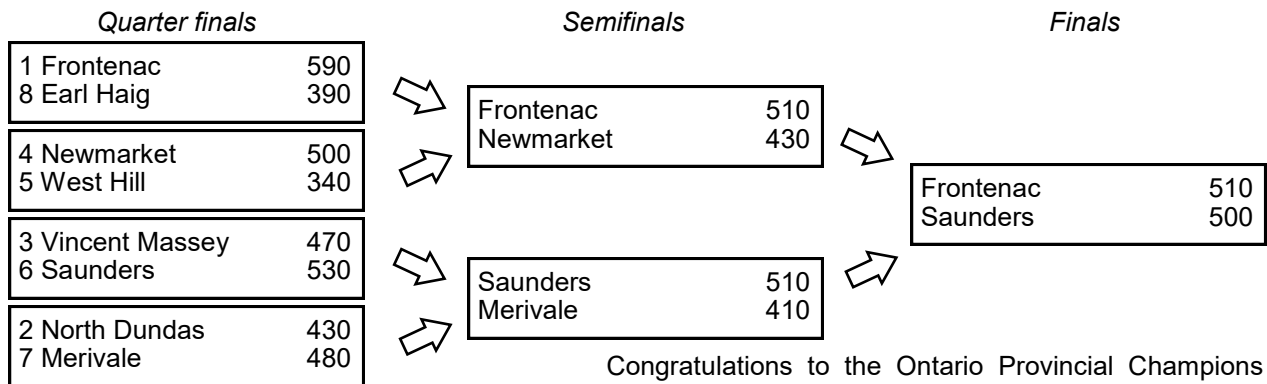 Quarter finals Semifinals Finals
1 Frontenac 590
8 Earl Haig 390
4 Newmarket 500
5 West Hill 340
3 Vincent Massey 470
6 Saunders 530
2 North Dundas 430
7 Merivale 480
Frontenac 510
Newmarket 430
Saunders 510
Merivale 410
Frontenac 510
Saunders 500
Congratulations to the Ontario Provincial Champions